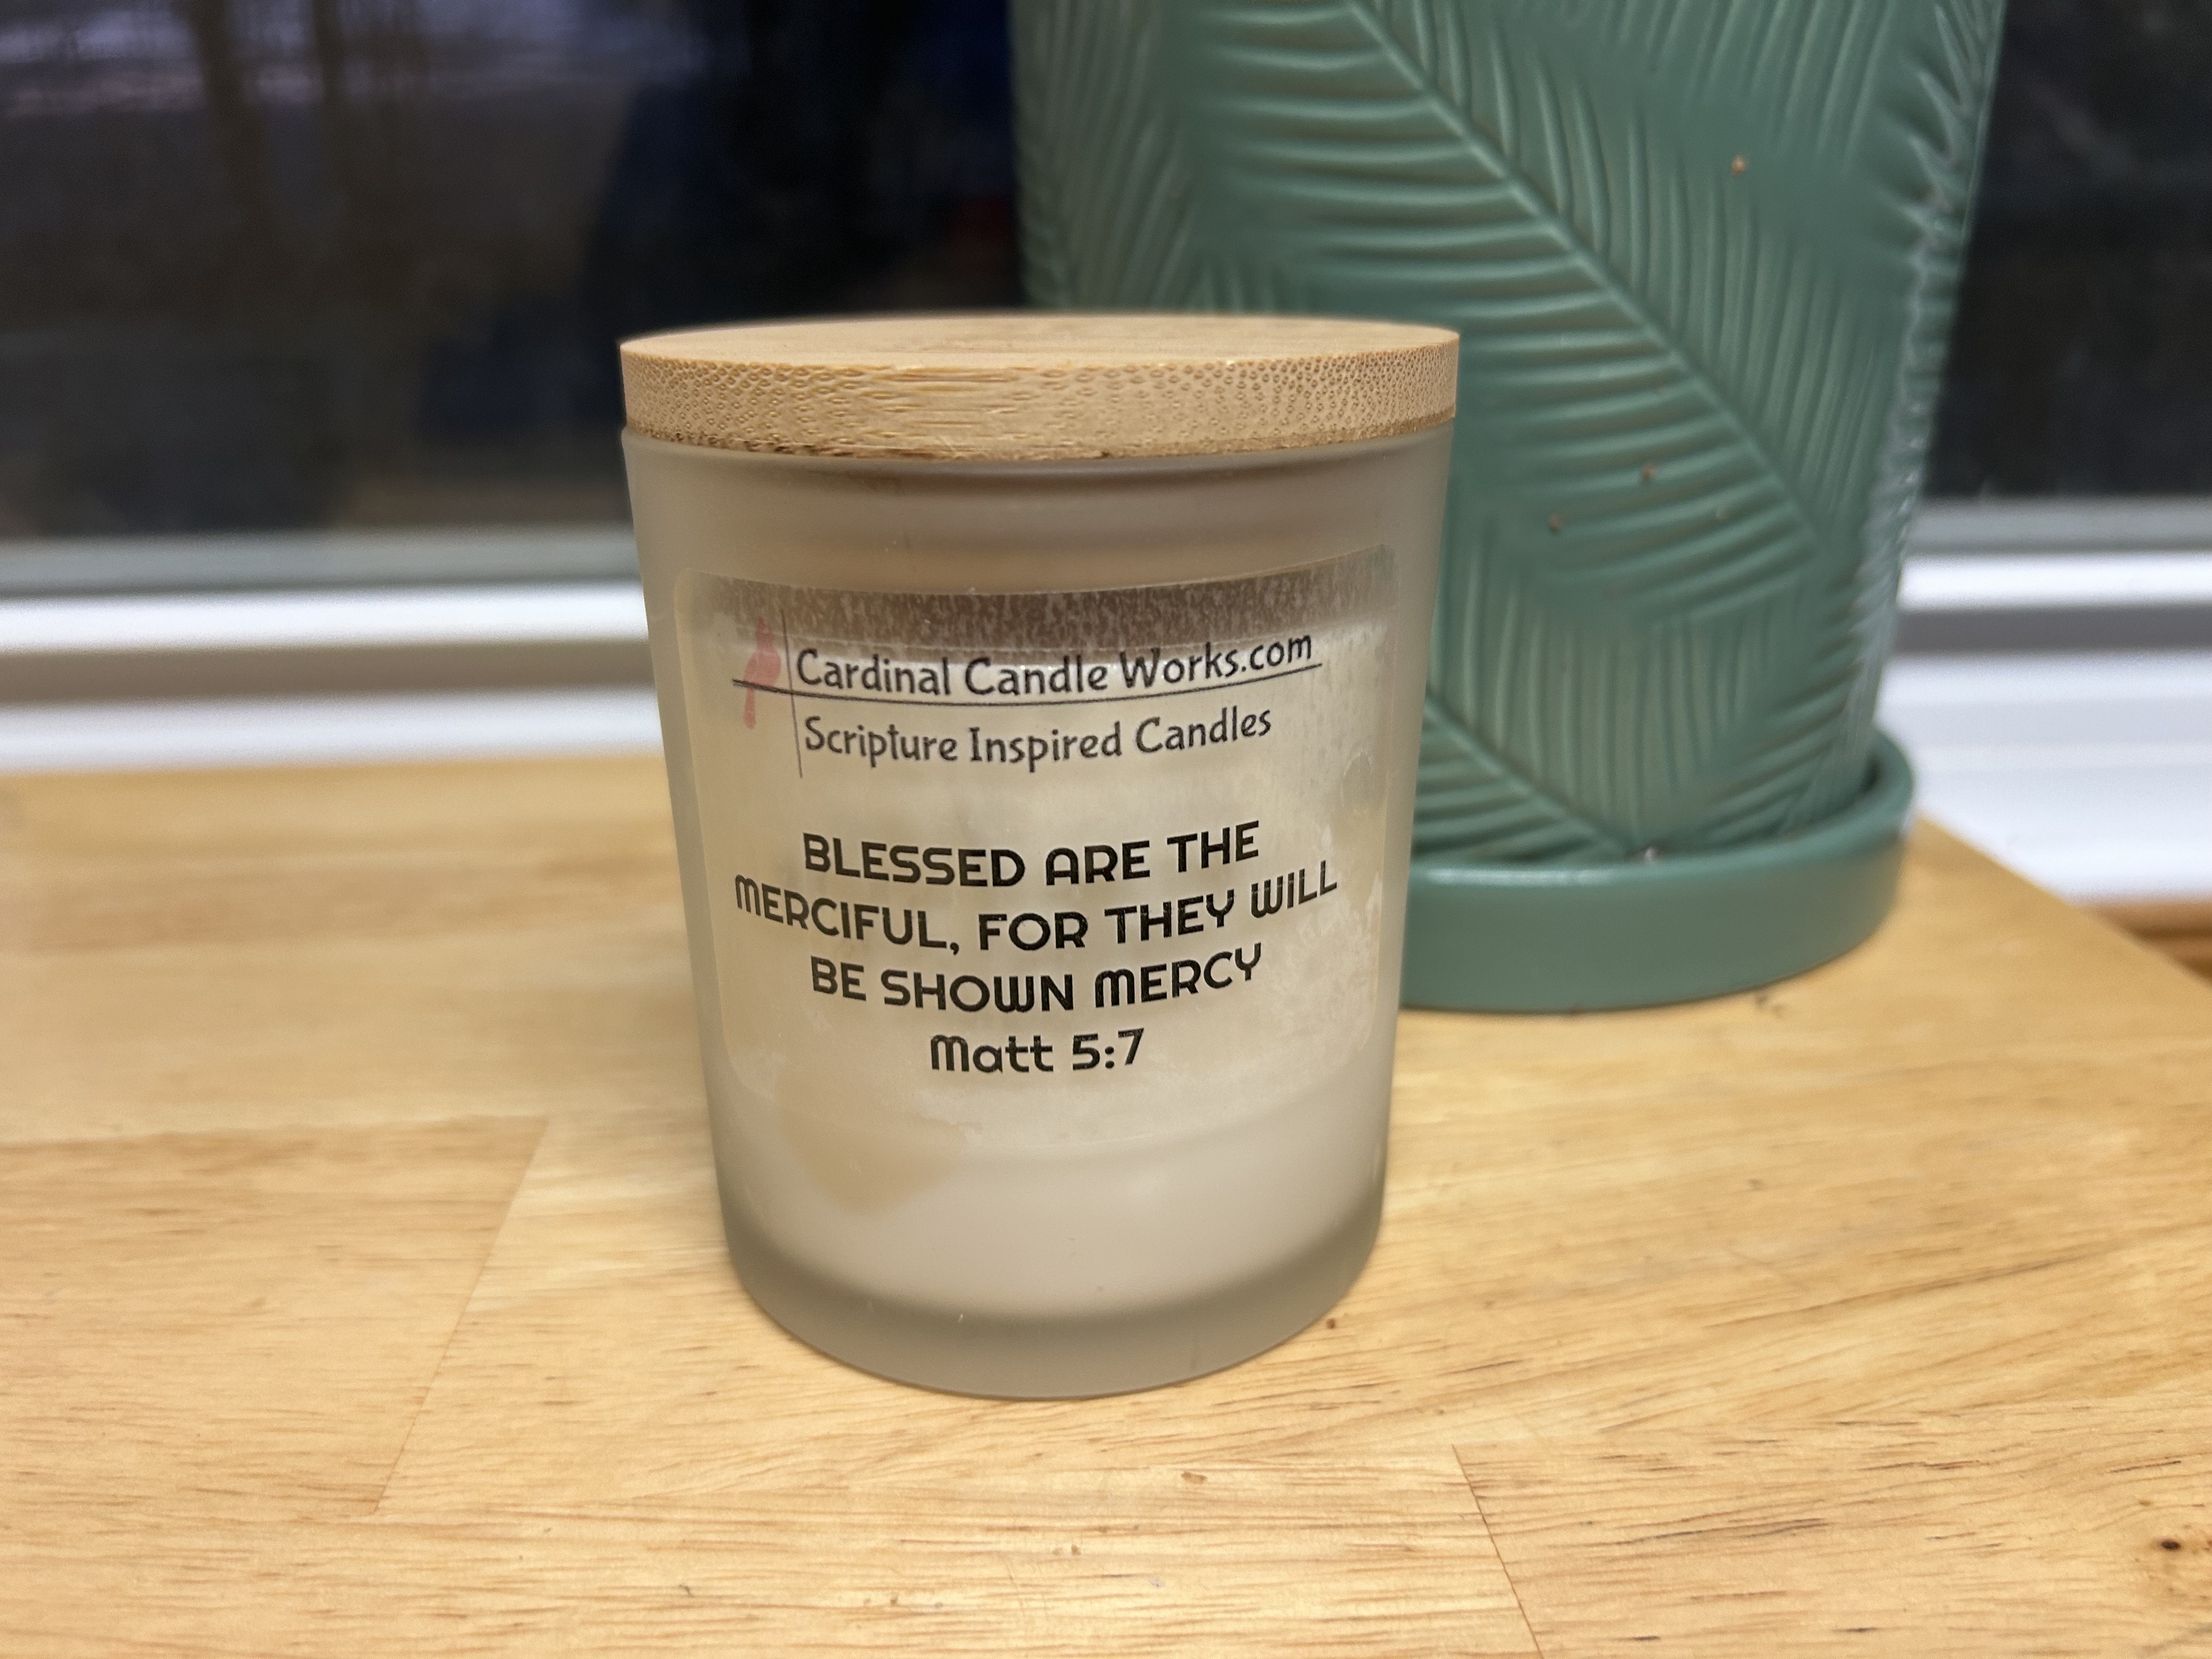 Cardinal Candle Works.com
Scripture Inspired Candles
BLESSED ARE THE
MERCIFUL, FOR THEY WILL
BE SHOWN MERCY
Matt 5:7